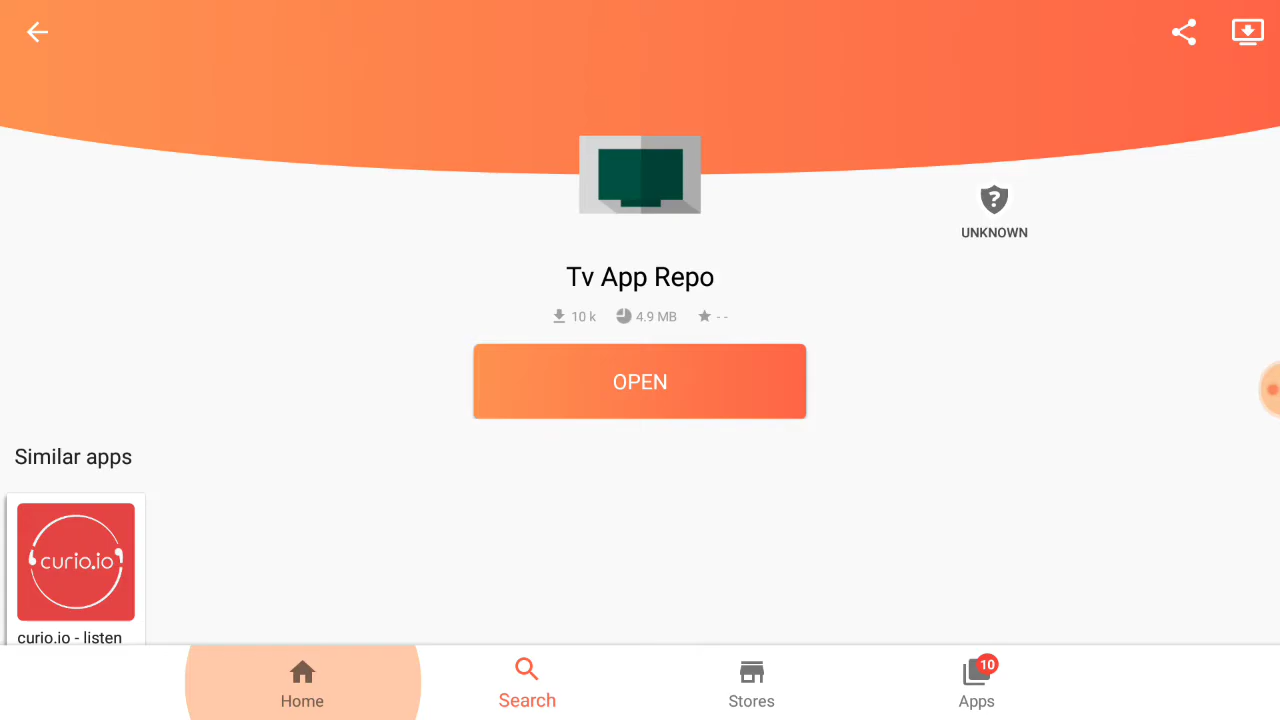 UNKNOWN
Tv App Repo
10 k 4.9 MB - -
OPEN
Similar apps
curio.io
curio.io - listen
Home
Search
Stores
10
Apps